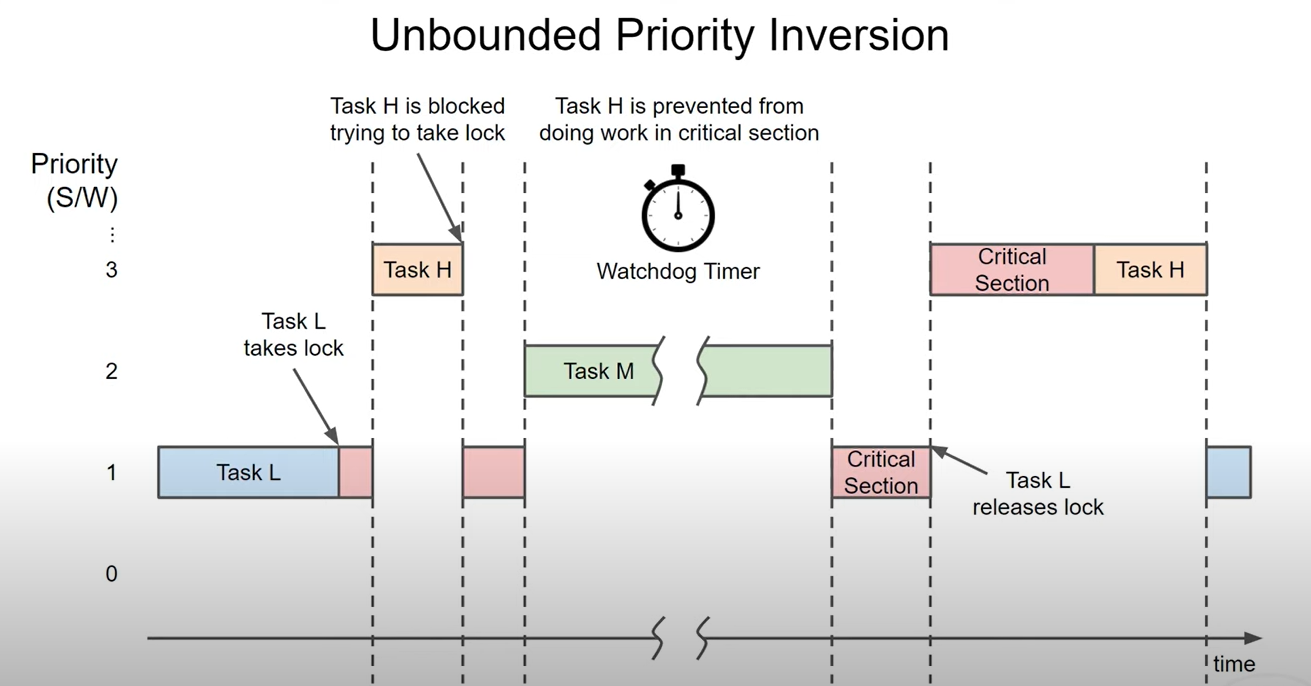 Unbounded Priority Inversion
Task H is blocked
trying to take lock
Task H is prevented from
doing work in critical section
Priority
(S/W)
⋮
3
Task H
Watchdog Timer
Critical
Section
Task H
Task L
takes lock
2
Task M
1
Task L
Critical
Section
Task L
releases lock
0
time